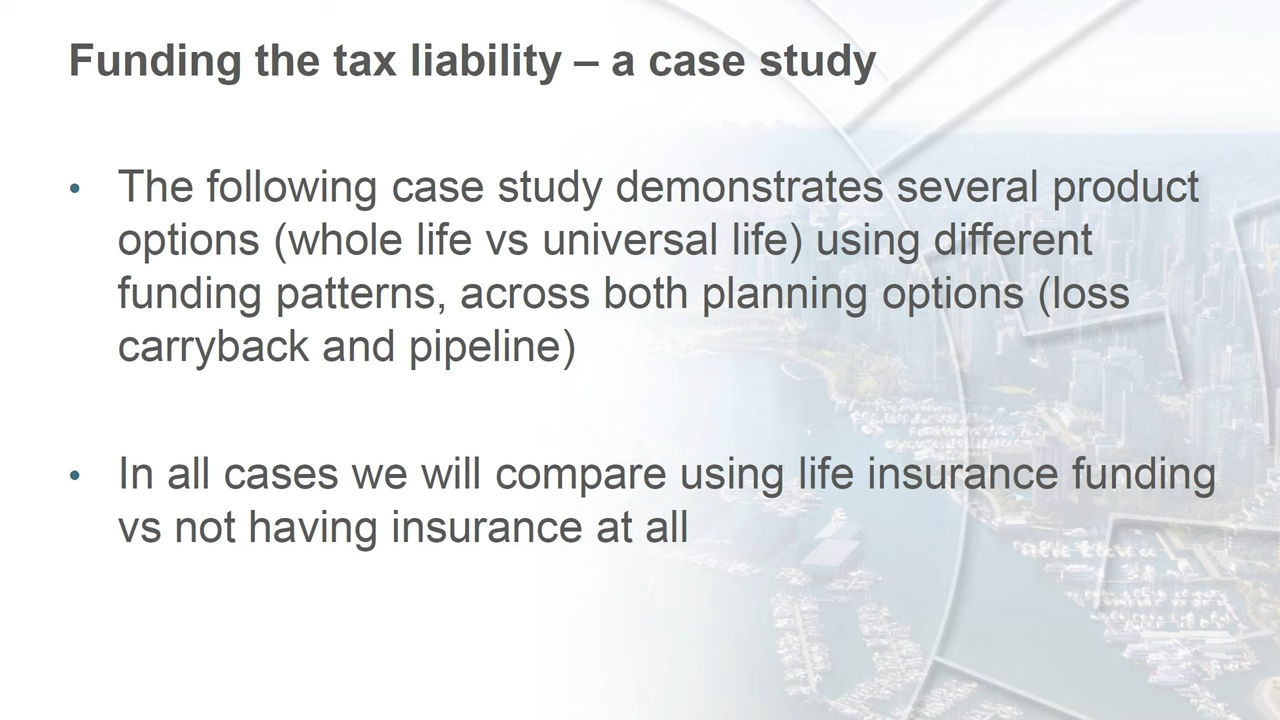 Funding the tax liability – a case study
• The following case study demonstrates several product
options (whole life vs universal life) using different
funding patterns, across both planning options (loss
carryback and pipeline)
• In all cases we will compare using life insurance funding
vs not having insurance at all